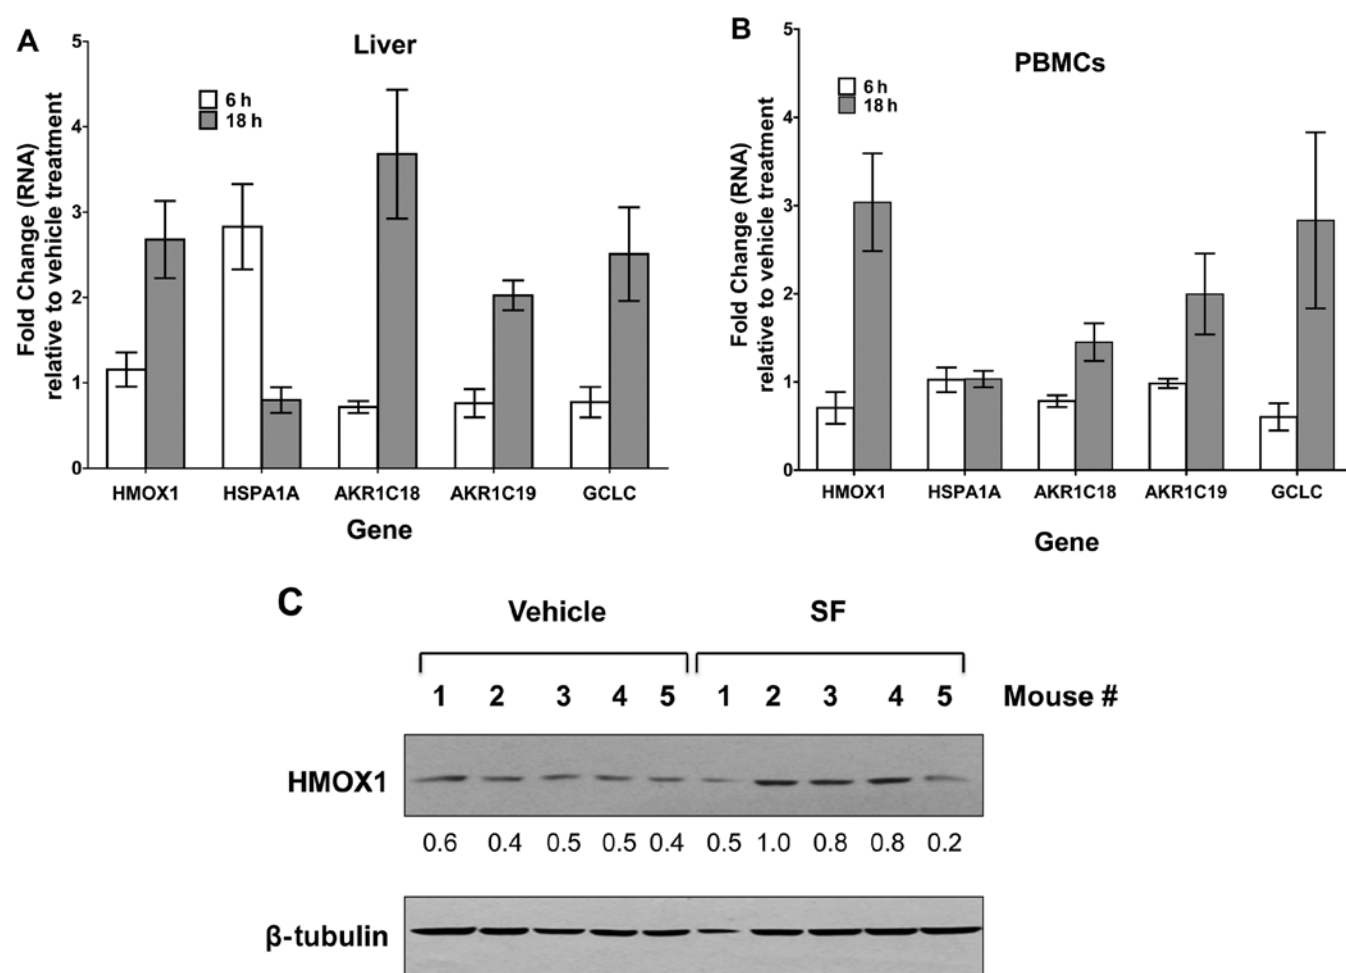 A
Liver
6 h
18 h
Fold Change (RNA)
relative to vehicle treatment
5
4
3
2
1
0
HMOX1 HSPA1A AKR1C18 AKR1C19 GCLC
Gene
B
PBMCs
6 h
18 h
Fold Change (RNA)
relative to vehicle treatment
5
4
3
2
1
0
HMOX1 HSPA1A AKR1C18 AKR1C19 GCLC
Gene
C
Vehicle SF
1 2 3 4 5 1 2 3 4 5 Mouse #
HMOX1
0.6 0.4 0.5 0.5 0.4 0.5 1.0 0.8 0.8 0.2
β-tubulin